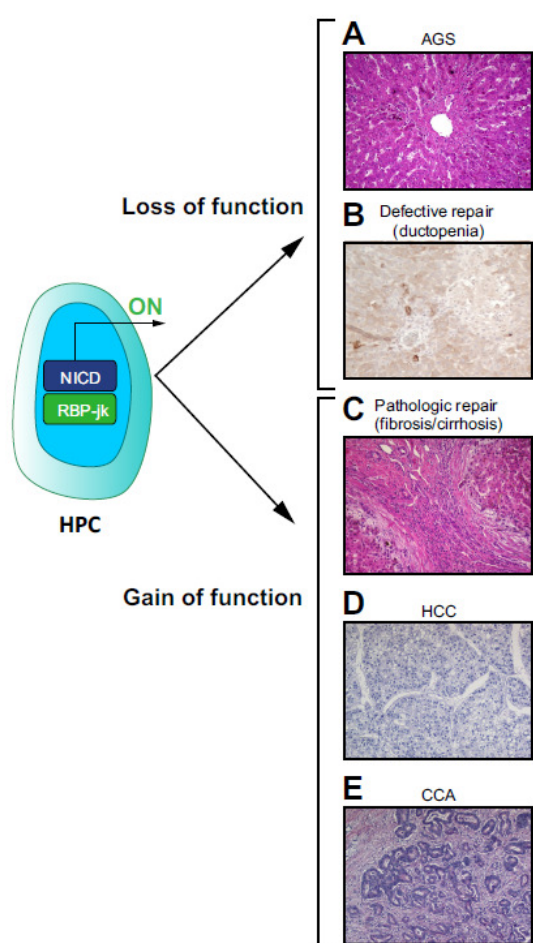 A
AGS
Loss of function
B
Defective repair
(ductopenia)
ON
NICD
RBP-jk
HPC
C
Pathologic repair
(fibrosis/cirrhosis)
Gain of function
D
HCC
E
CCA